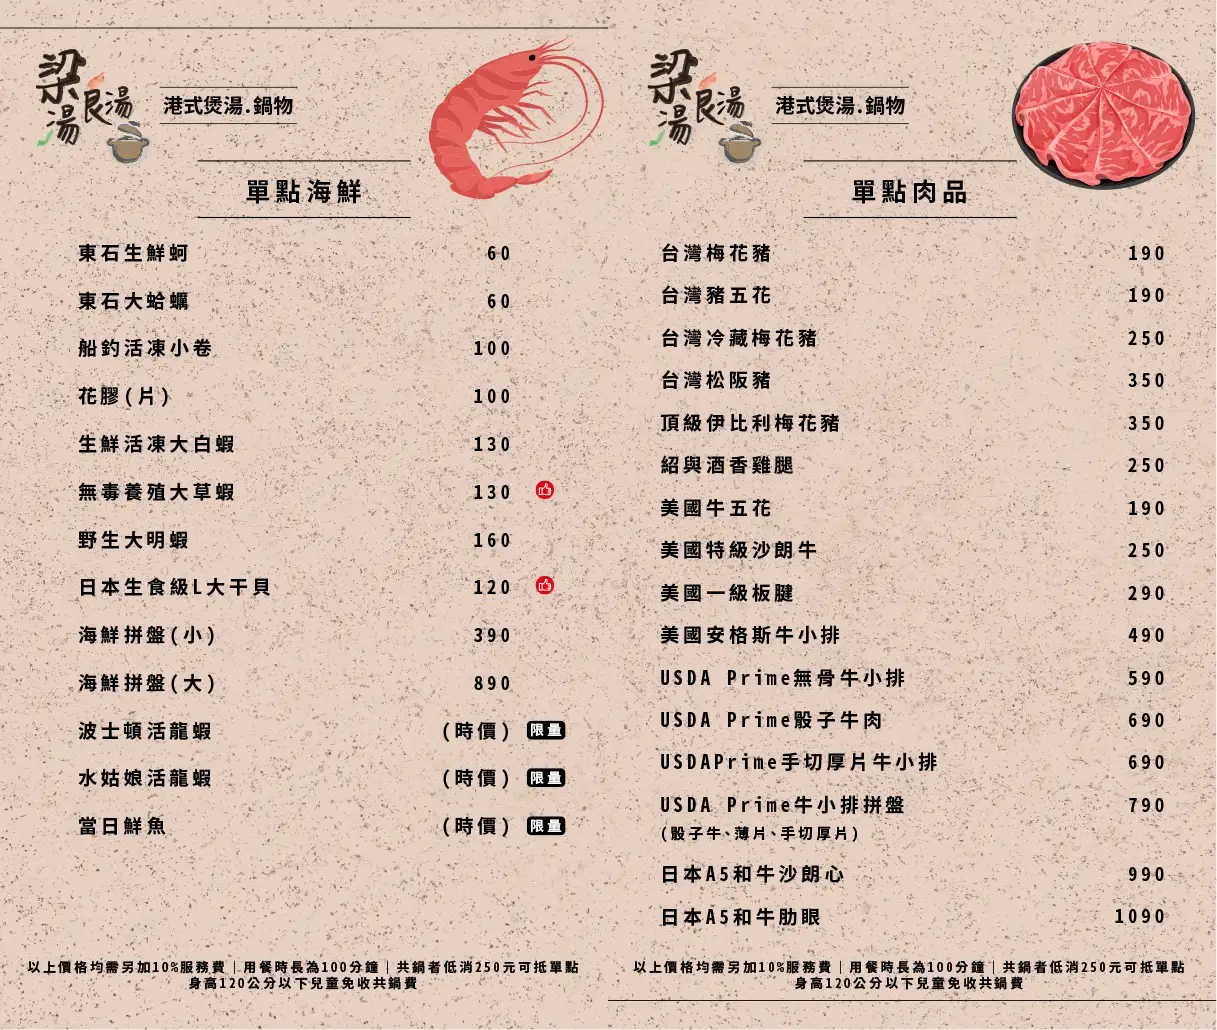 梁湯良湯
港式煲湯.鍋物
單點海鮮
東石生鮮蚵 60
東石大蛤蠣 60
船釣活凍小卷 100
花膠(片) 100
生鮮活凍大白蝦 130
無毒養殖大草蝦 130
野生大明蝦 160
日本生食級L大干貝 120
海鮮拼盤(小) 390
海鮮拼盤(大) 890
波士頓活龍蝦 (時價) 限量
水姑娘活龍蝦 (時價) 限量
當日鮮魚 (時價) 限量
以上價格均需另加10%服務費｜用餐時長為100分鐘｜共鍋者低消250元可抵單點
身高120公分以下兒童免收共鍋費
梁湯良湯
港式煲湯.鍋物
單點肉品
台灣梅花豬 190
台灣豬五花 190
台灣冷藏梅花豬 250
台灣松阪豬 350
頂級伊比利梅花豬 350
紹興酒香雞腿 250
美國牛五花 190
美國特級沙朗牛 250
美國一級板腱 290
美國安格斯牛小排 490
USDA Prime無骨牛小排 590
USDA Prime骰子牛肉 690
USDAPrime手切厚片牛小排 690
USDA Prime牛小排拼盤 790
(骰子牛、薄片、手切厚片)
日本A5和牛沙朗心 990
日本A5和牛肋眼 1090
以上價格均需另加10%服務費｜用餐時長為100分鐘｜共鍋者低消250元可抵單點
身高120公分以下兒童免收共鍋費